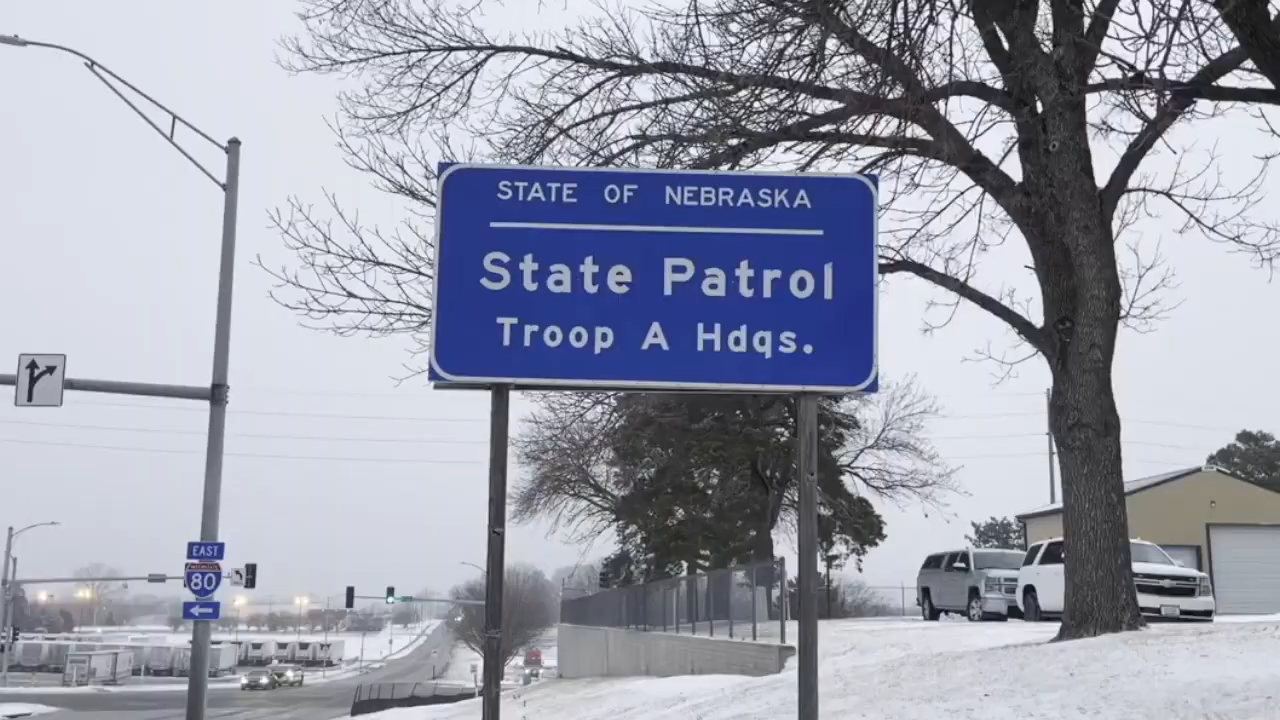 STATE OF NEBRASKA
State Patrol
Troop A Hdqs.
EAST
80